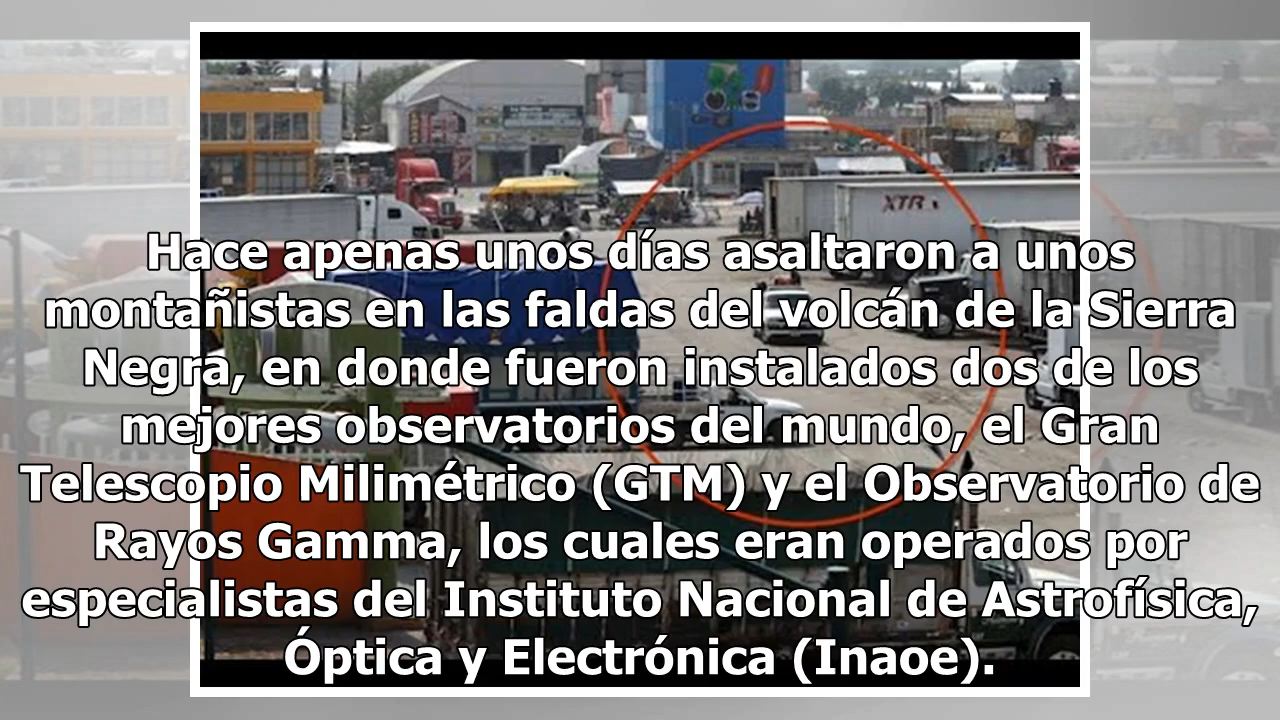 XTR
Hace apenas unos días asaltaron a unos
montañistas en las faldas del volcán de la Sierra
Negra, en donde fueron instalados dos de los
mejores observatorios del mundo, el Gran
Telescopio Milimétrico (GTM) y el Observatorio de
Rayos Gamma, los cuales eran operados por
especialistas del Instituto Nacional de Astrofísica,
Óptica y Electrónica (Inaoe).